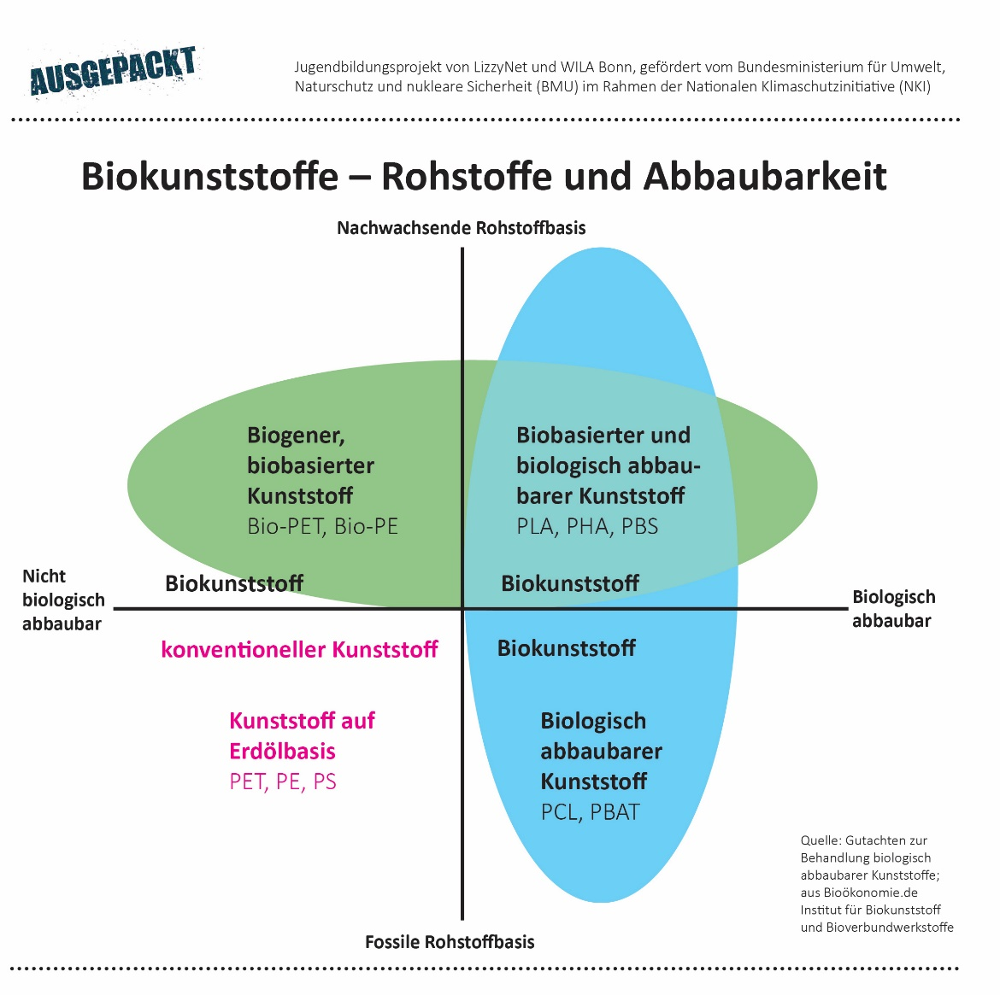 AUSGEPACKT
Jugendbildungsprojekt von LizzyNet und WILA Bonn, gefördert vom Bundesministerium für Umwelt,
Naturschutz und nukleare Sicherheit (BMU) im Rahmen der Nationalen Klimaschutzinitiative (NKI)
Biokunststoffe – Rohstoffe und Abbaubarkeit
Nachwachsende Rohstoffbasis
Biogener,
biobasierter
Kunststoff
Bio-PET, Bio-PE
Biobasierter und
biologisch abbau-
barer Kunststoff
PLA, PHA, PBS
Nicht
biologisch
abbaubar
Biokunststoff
Biokunststoff
Biologisch
abbaubar
konventioneller Kunststoff
Biokunststoff
Kunststoff auf
Erdölbasis
PET, PE, PS
Biologisch
abbaubarer
Kunststoff
PCL, PBAT
Quelle: Gutachten zur
Behandlung biologisch
abbaubarer Kunststoffe;
aus Bioökonomie.de
Institut für Biokunststoff
und Bioverbundwerkstoffe
Fossile Rohstoffbasis